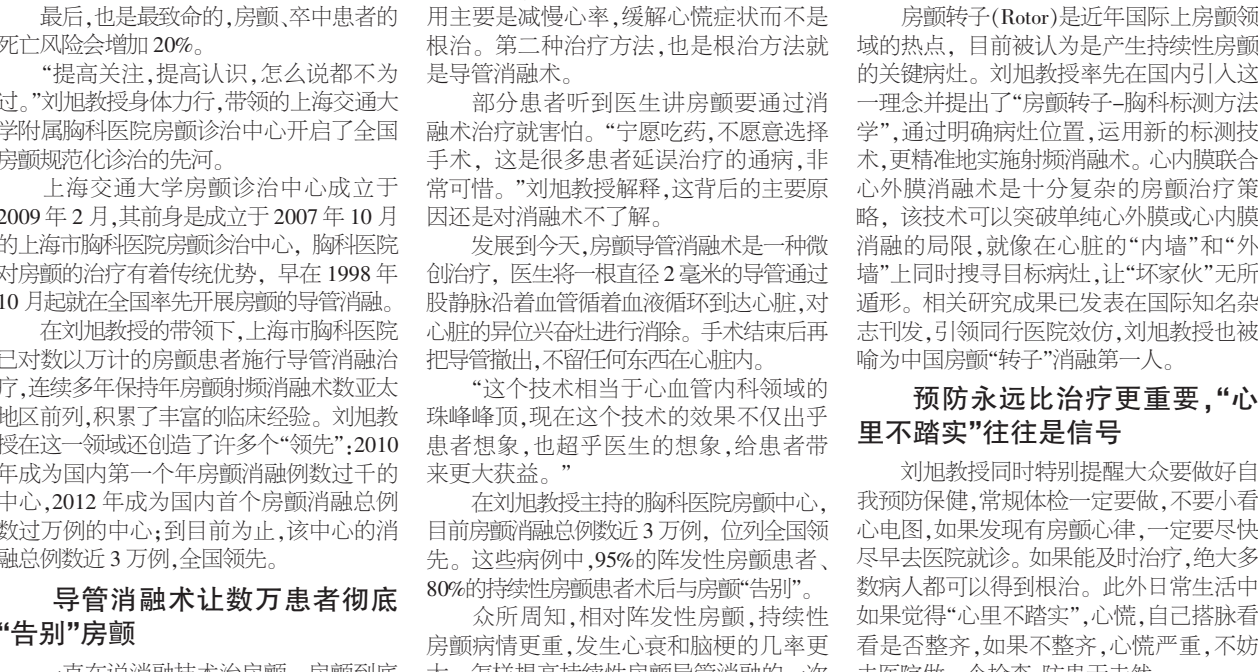 最后,也是最致命的,房颤、卒中患者的
死亡风险会增加 20%。
“提高关注,提高认识,怎么说都不为
过。”刘旭教授身体力行,带领的上海交通大
学附属胸科医院房颤诊治中心开启了全国
房颤规范化诊治的先河。
上海交通大学房颤诊治中心成立于
2009 年 2 月,其前身是成立于 2007 年 10 月
的上海市胸科医院房颤诊治中心，胸科医院
对房颤的治疗有着传统优势，早在 1998 年
10 月起就在全国率先开展房颤的导管消融。
在刘旭教授的带领下,上海市胸科医院
已对数以万计的房颤患者施行导管消融治
疗,连续多年保持年房颤射频消融术数亚太
地区前列,积累了丰富的临床经验。刘旭教
授在这一领域还创造了许多个“领先”:2010
年成为国内第一个年房颤消融例数过千的
中心,2012 年成为国内首个房颤消融总例
数过万例的中心;到目前为止,该中心的消
融总例数近 3 万例,全国领先。
导管消融术让数万患者彻底
“告别”房颤
一直在说消融技术治房颤，房颤到底
用主要是减慢心率,缓解心慌症状而不是
根治。第二种治疗方法,也是根治方法就
是导管消融术。
部分患者听到医生讲房颤要通过消
融术治疗就害怕。“宁愿吃药,不愿意选择
手术，这是很多患者延误治疗的通病,非
常可惜。”刘旭教授解释,这背后的主要原
因还是对消融术不了解。
发展到今天,房颤导管消融术是一种微
创治疗，医生将一根直径 2 毫米的导管通过
股静脉沿着血管循着血液循环到达心脏,对
心脏的异位兴奋灶进行消除。手术结束后再
把导管撤出,不留任何东西在心脏内。
“这个技术相当于心血管内科领域的
珠峰峰顶,现在这个技术的效果不仅出乎
患者想象,也超乎医生的想象,给患者带
来更大获益。”
在刘旭教授主持的胸科医院房颤中心,
目前房颤消融总例数近 3 万例，位列全国领
先。这些病例中,95%的阵发性房颤患者、
80%的持续性房颤患者术后与房颤“告别”。
众所周知,相对阵发性房颤,持续性
房颤病情更重,发生心衰和脑梗的几率更
大。怎样提高持续性房颤导管消融的一次
房颤转子(Rotor)是近年国际上房颤领
域的热点，目前被认为是产生持续性房颤
的关键病灶。刘旭教授率先在国内引入这
一理念并提出了“房颤转子–胸科标测方法
学”,通过明确病灶位置,运用新的标测技
术,更精准地实施射频消融术。心内膜联合
心外膜消融术是十分复杂的房颤治疗策
略，该技术可以突破单纯心外膜或心内膜
消融的局限,就像在心脏的“内墙”和“外
墙”上同时搜寻目标病灶,让“坏家伙”无所
遁形。相关研究成果已发表在国际知名杂
志刊发,引领同行医院效仿,刘旭教授也被
喻为中国房颤“转子”消融第一人。
预防永远比治疗更重要,“心
里不踏实”往往是信号
刘旭教授同时特别提醒大众要做好自
我预防保健,常规体检一定要做,不要小看
心电图,如果发现有房颤心律,一定要尽快
尽早去医院就诊。如果能及时治疗,绝大多
数病人都可以得到根治。此外日常生活中
如果觉得“心里不踏实”,心慌,自己搭脉看
看是否整齐,如果不整齐,心慌严重,不妨
去医院做一个检查,防患于未然。